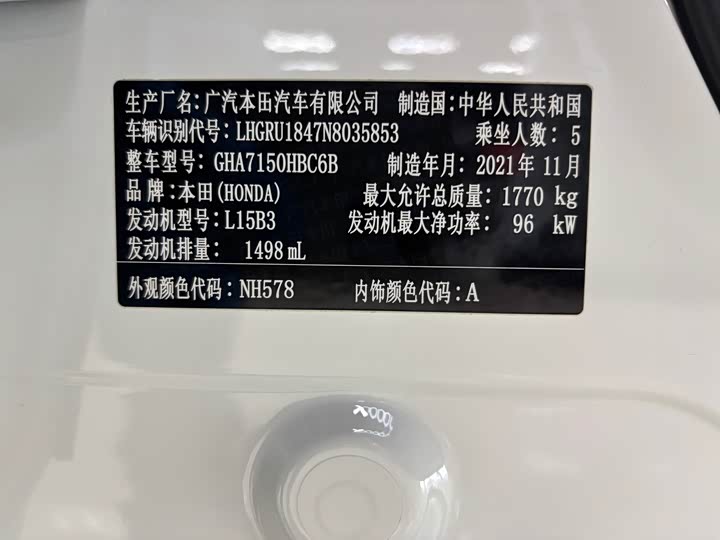 生产厂名：广汽本田汽车有限公司 制造国：中华人民共和国
车辆识别代号：LHGRU1847N8035853 乘坐人数：5
整车型号：GHA7150HBC6B 制造年月：2021年11月
品牌：本田(HONDA) 最大允许总质量：1770 kg
发动机型号：L15B3 发动机最大净功率：96 kW
发动机排量：1498 mL
外观颜色代码：NH578 内饰颜色代码：A